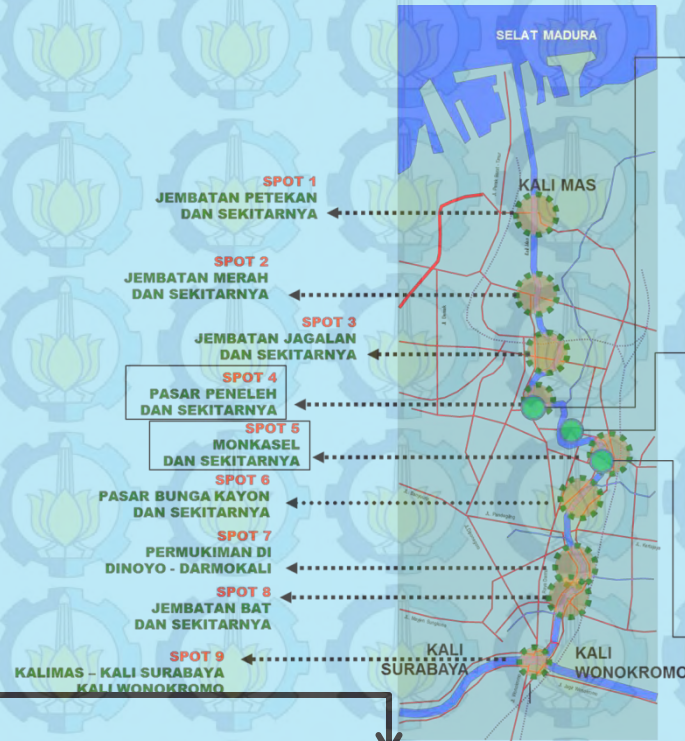 SELAT MADURA
KALI MAS
SPOT 1
JEMBATAN PETEKAN
DAN SEKITARNYA
SPOT 2
JEMBATAN MERAH
DAN SEKITARNYA
SPOT 3
JEMBATAN JAGALAN
DAN SEKITARNYA
SPOT 4
PASAR PENELEH
DAN SEKITARNYA
SPOT 5
MONKASEL
DAN SEKITARNYA
SPOT 6
PASAR BUNGA KAYON
DAN SEKITARNYA
SPOT 7
PERMUKIMAN DI
DINOYO - DARMOKALI
SPOT 8
JEMBATAN BAT
DAN SEKITARNYA
SPOT 9
KALIMAS – KALI SURABAYA
KALI WONOKROMO
KALI
SURABAYA
KALI
WONOKROMO